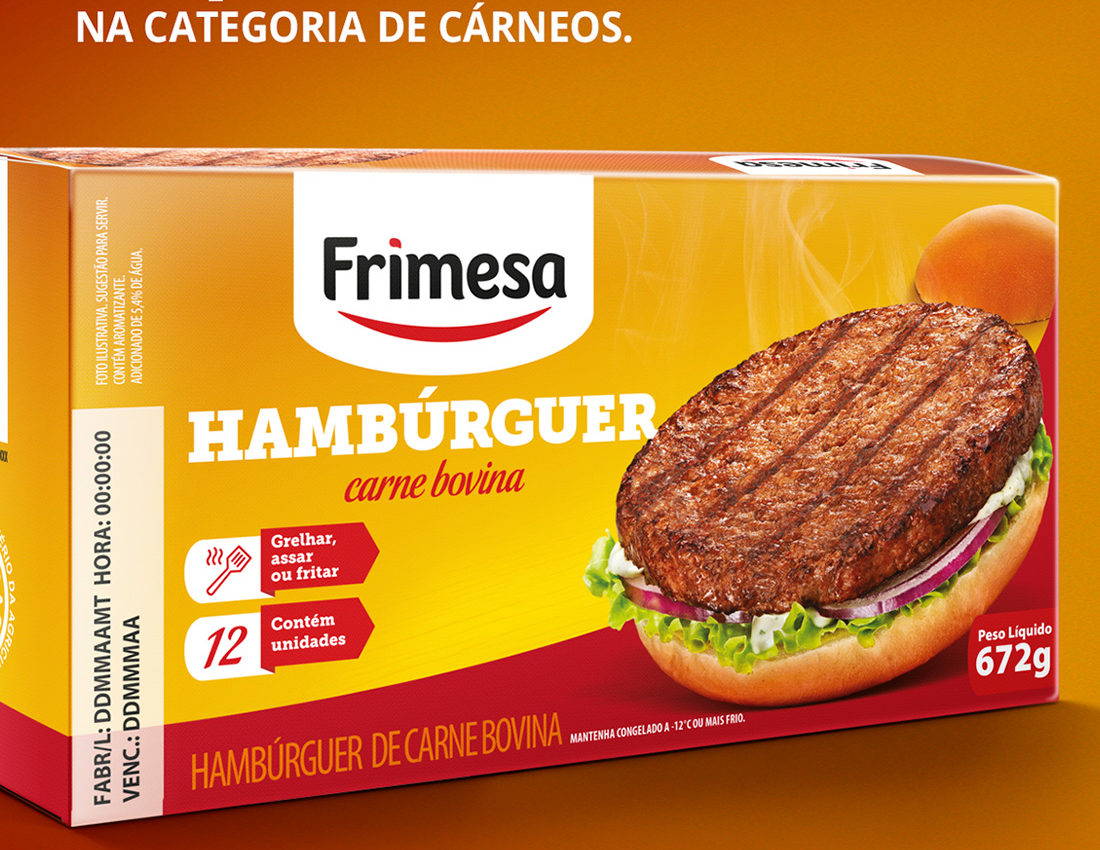 NA CATEGORIA DE CÁRNEOS.
Frimesa
FOTO ILUSTRATIVA. SUGESTÃO PARA SERVIR.
CONTÉM AROMATIZANTE.
ADICIONADO DE 5,4% DE ÁGUA.
Frimesa
HAMBÚRGUER
carne bovina
Grelhar,
assar
ou fritar
12
Contém
unidades
FABR/L: DDMMAAMT HORA: 00:00:00
VENC.: DDMMMAA
Peso Líquido
672g
HAMBÚRGUER DE CARNE BOVINA
MANTENHA CONGELADO A -12°C OU MAIS FRIO.